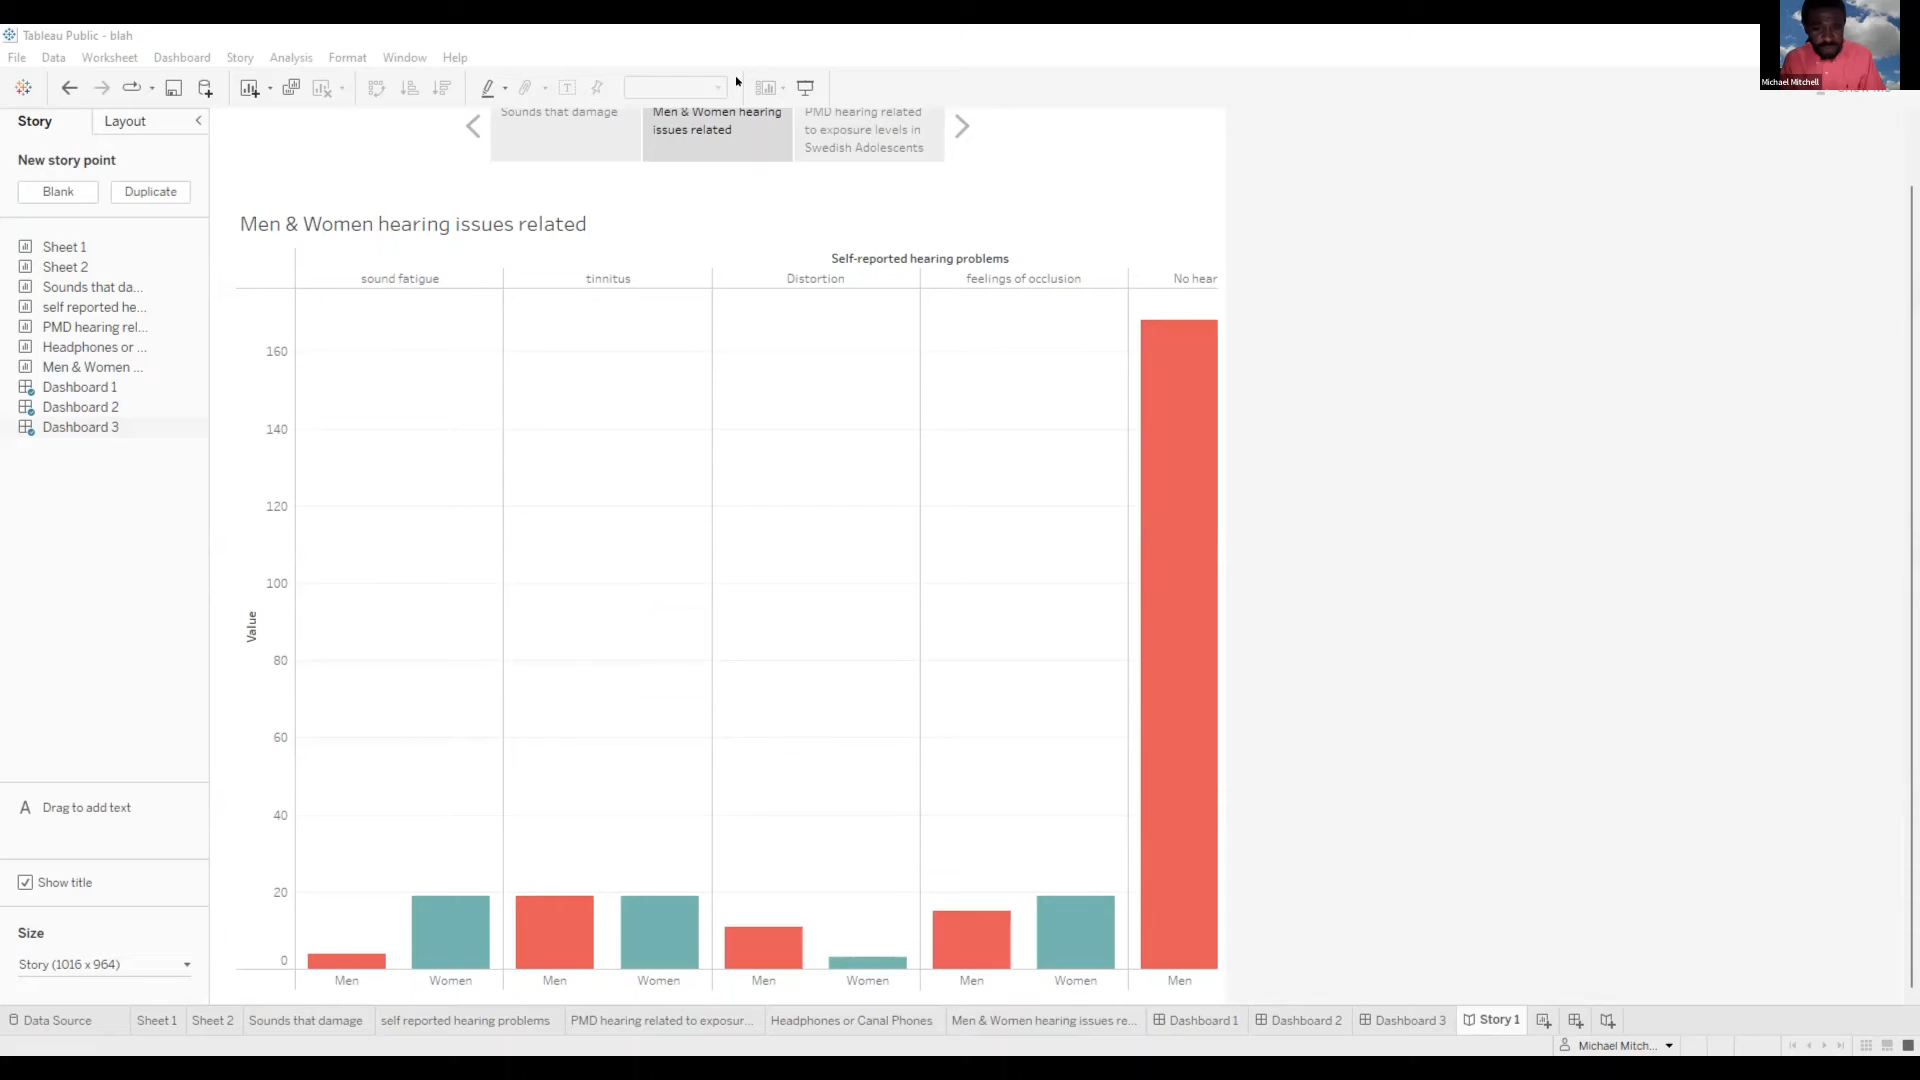 Tableau Public - blah
File Data Worksheet Dashboard Story Analysis Format Window Help
Michael Mitchell
Story Layout
New story point
Blank Duplicate
Sheet 1
Sheet 2
Sounds that da...
self reported he...
PMD hearing rel...
Headphones or ...
Men & Women ...
Dashboard 1
Dashboard 2
Dashboard 3
A Drag to add text
Show title
Size
Story (1016 x 964)
Sounds that damage
Men & Women hearing
issues related
PMD hearing related
to exposure levels in
Swedish Adolescents
Men & Women hearing issues related
Self-reported hearing problems
sound fatigue tinnitus Distortion feelings of occlusion No hear
160
140
120
100
80
60
40
20
0
Value
Men Women Men Women Men Women Men Women Men
Data Source Sheet 1 Sheet 2 Sounds that damage self reported hearing problems PMD hearing related to exposur... Headphones or Canal Phones Men & Women hearing issues re... Dashboard 1 Dashboard 2 Dashboard 3 Story 1
Michael Mitch...